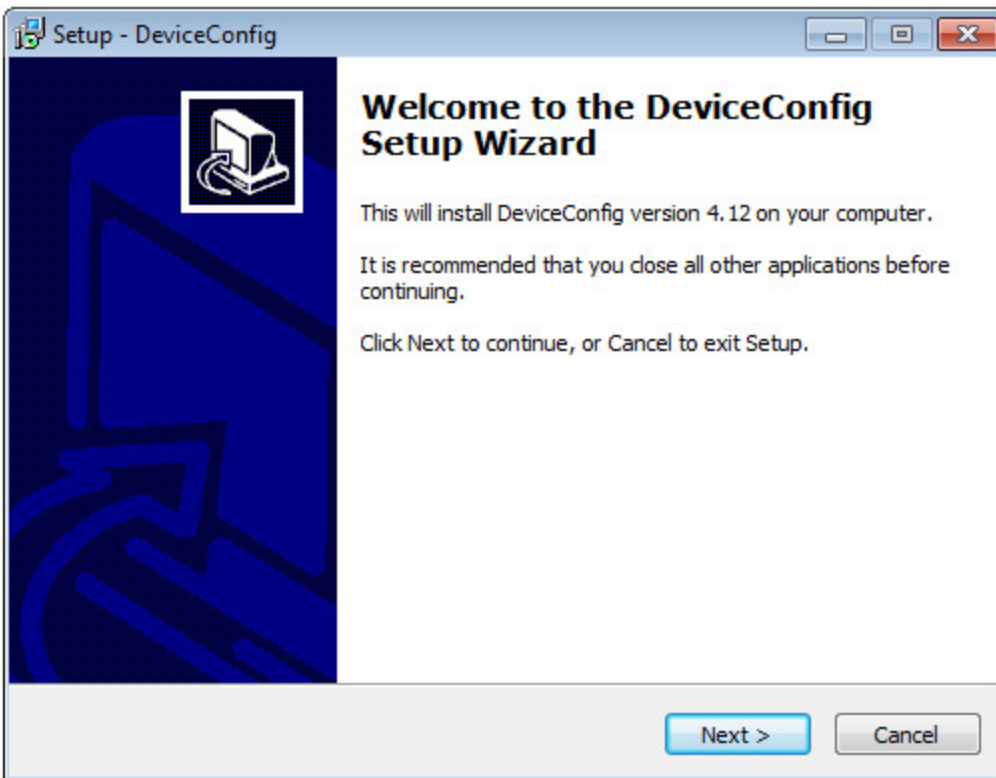 Setup - DeviceConfig
Welcome to the DeviceConfig
Setup Wizard
This will install DeviceConfig version 4.12 on your computer.
It is recommended that you close all other applications before
continuing.
Click Next to continue, or Cancel to exit Setup.
Next >
Cancel